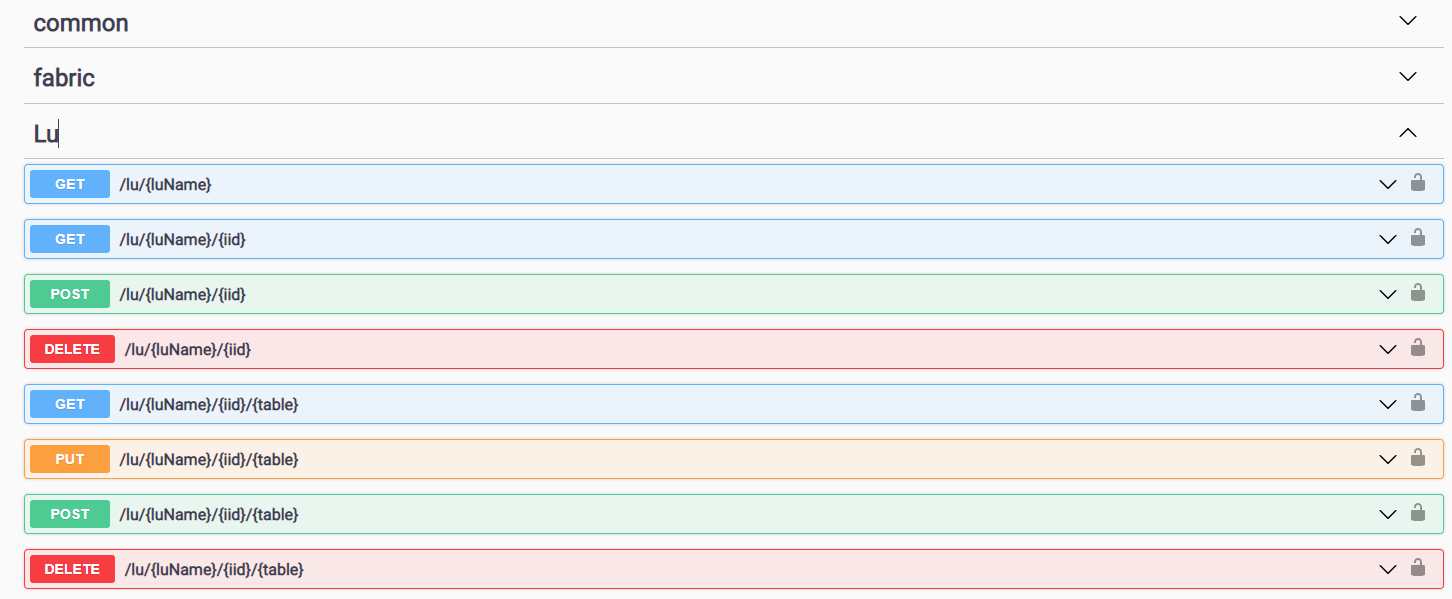 common
fabric
Lu
GET /lu/{luName}
GET /lu/{luName}/{iid}
POST /lu/{luName}/{iid}
DELETE /lu/{luName}/{iid}
GET /lu/{luName}/{iid}/{table}
PUT /lu/{luName}/{iid}/{table}
POST /lu/{luName}/{iid}/{table}
DELETE /lu/{luName}/{iid}/{table}